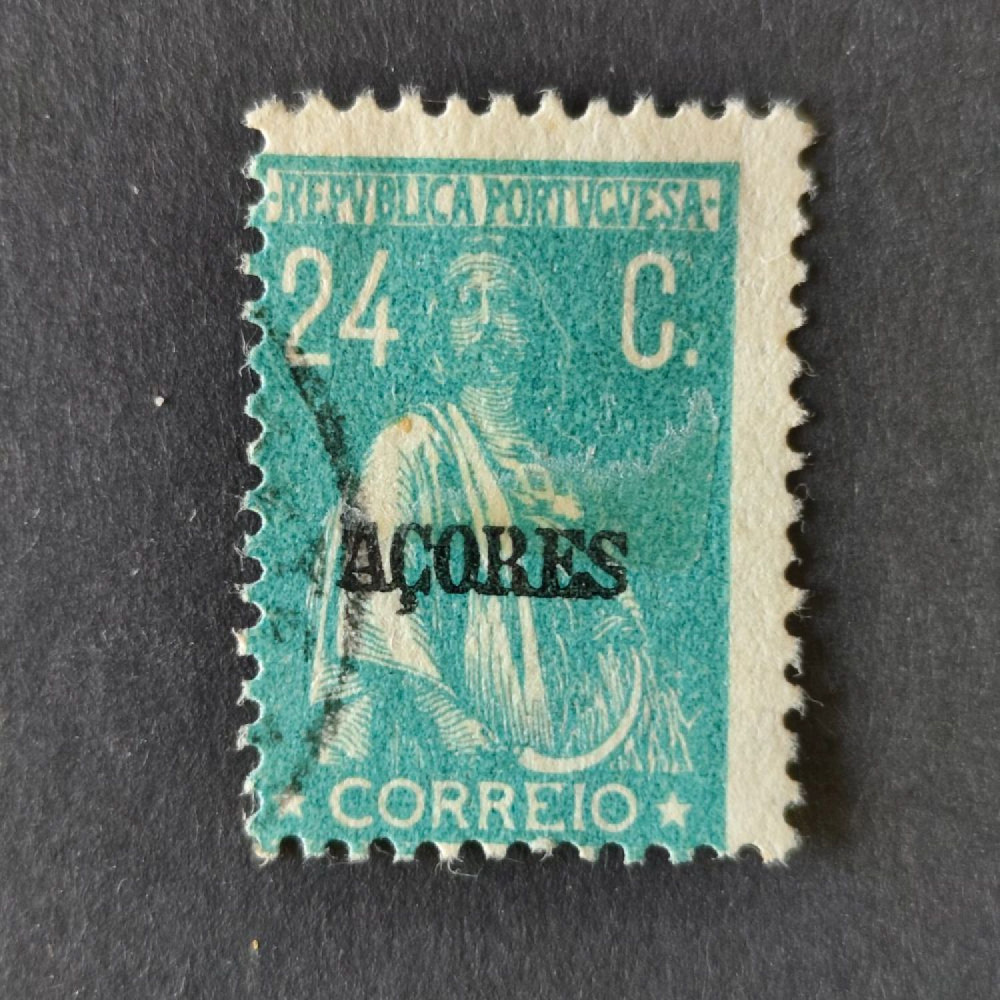 ·REPVBLICA PORTVGVESA·
24 C.
AÇORES
★ CORREIO ★